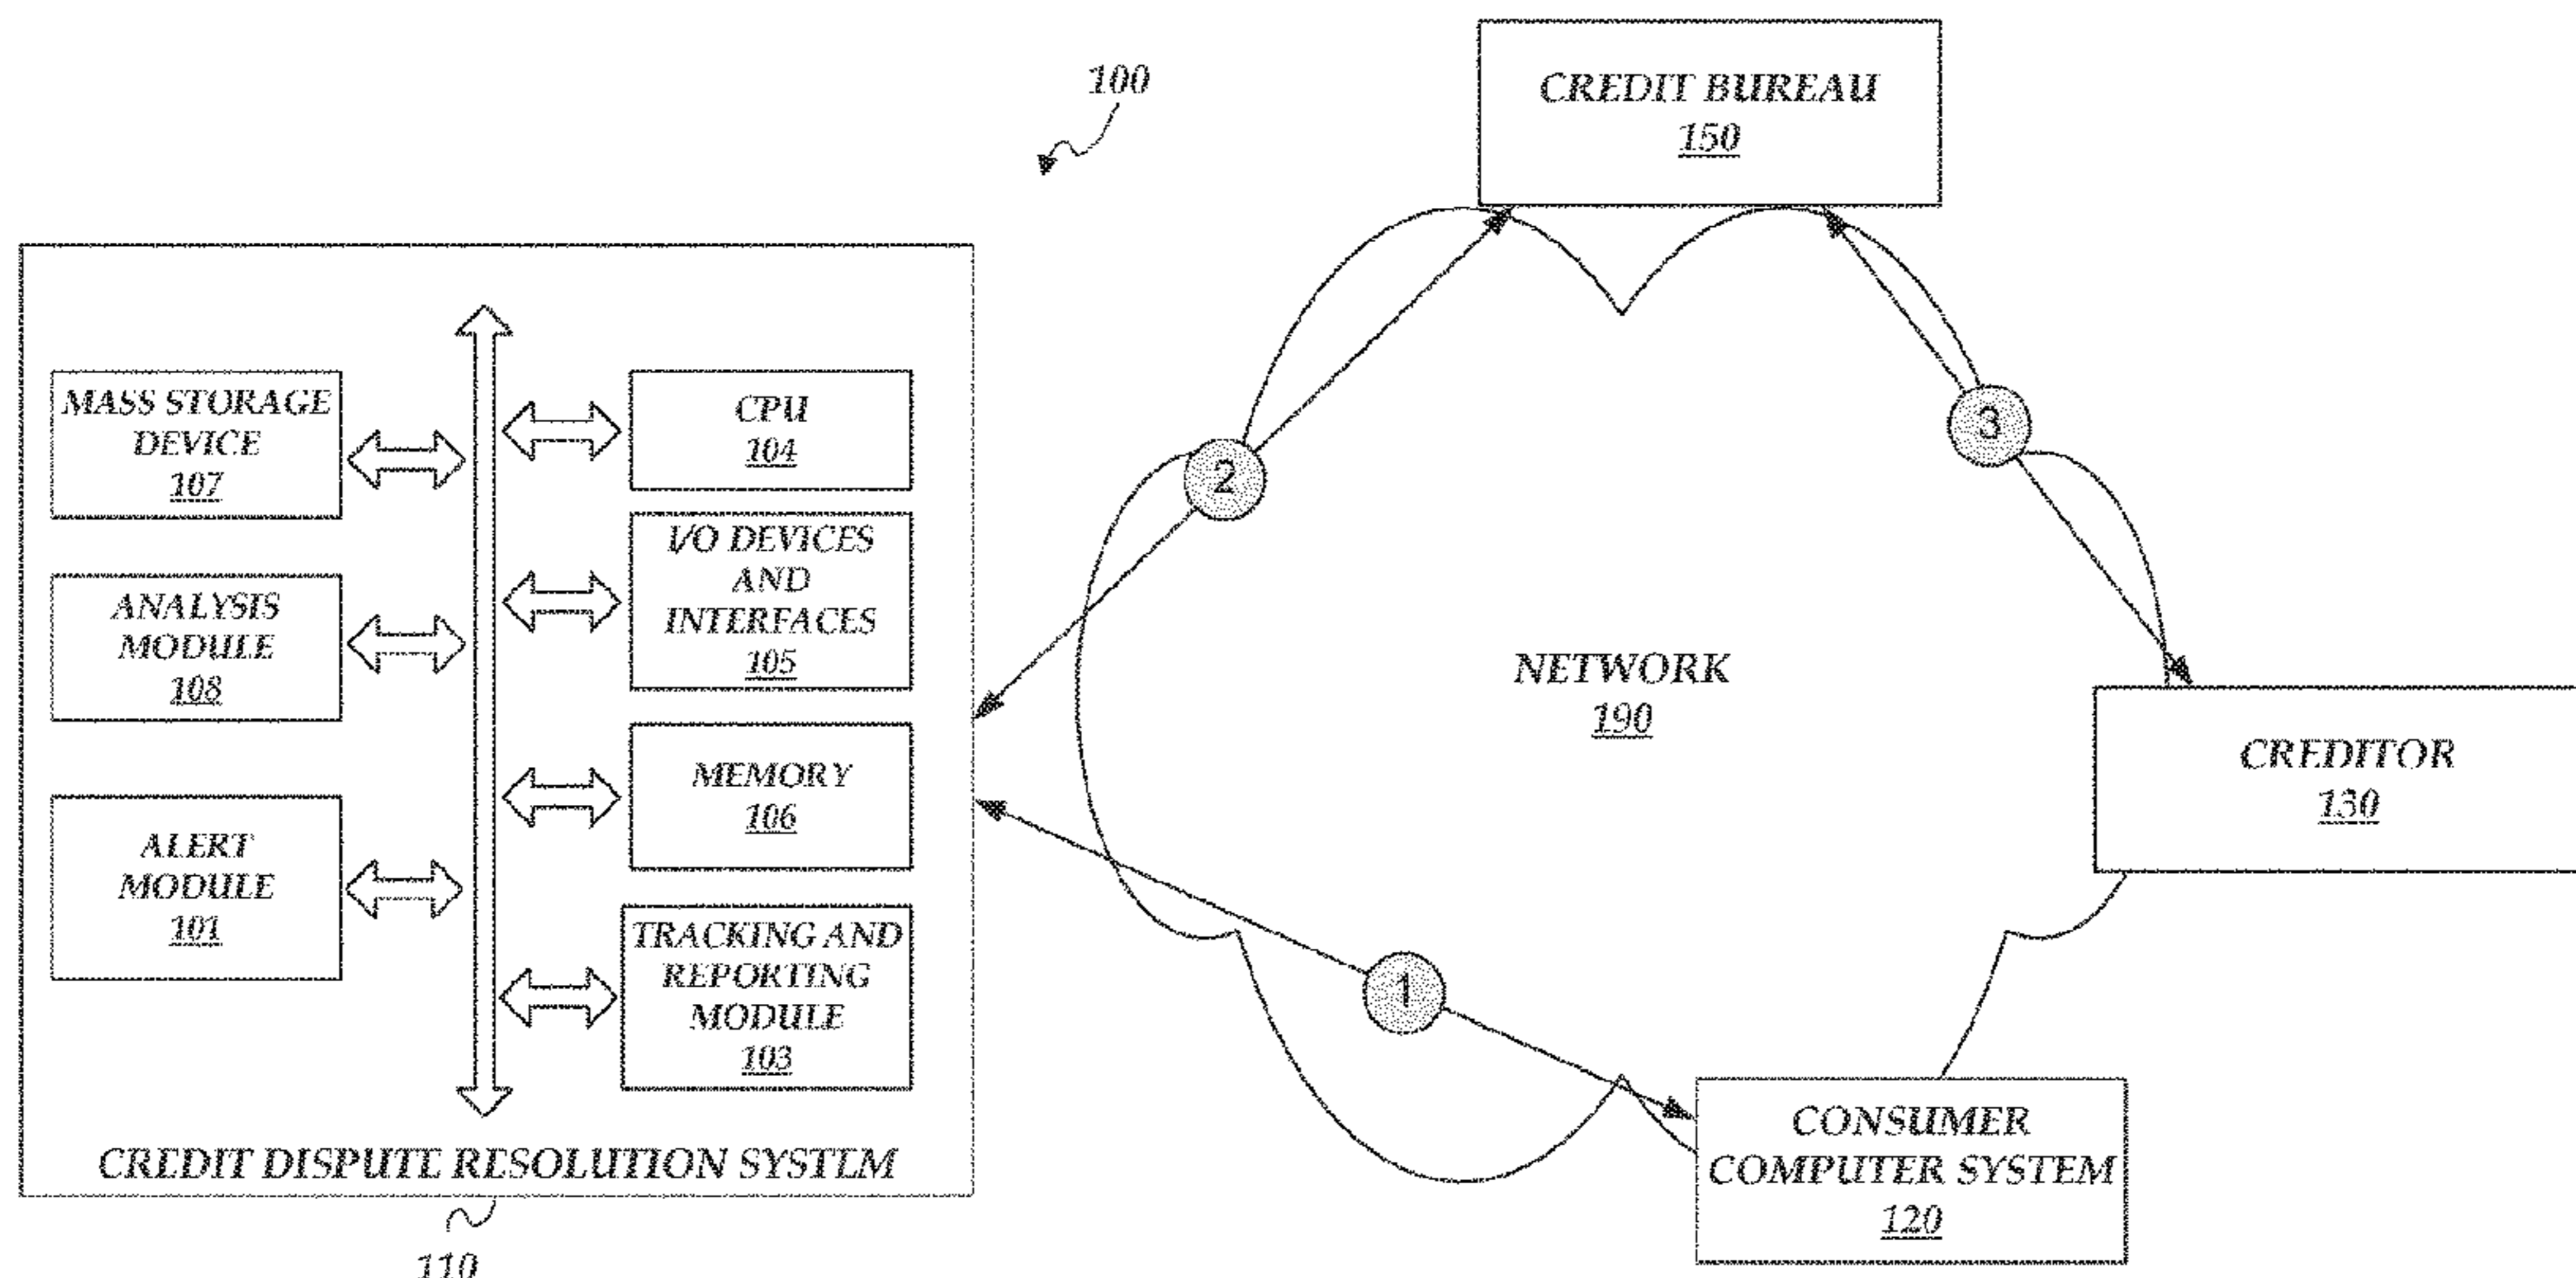 100
CREDIT BUREAU
150
MASS STORAGE
DEVICE
107
CPU
104
I/O DEVICES
AND
INTERFACES
105
ANALYSIS
MODULE
108
MEMORY
106
ALERT
MODULE
101
TRACKING AND
REPORTING
MODULE
103
CREDIT DISPUTE RESOLUTION SYSTEM
110
2
3
NETWORK
190
CREDITOR
130
1
CONSUMER
COMPUTER SYSTEM
120